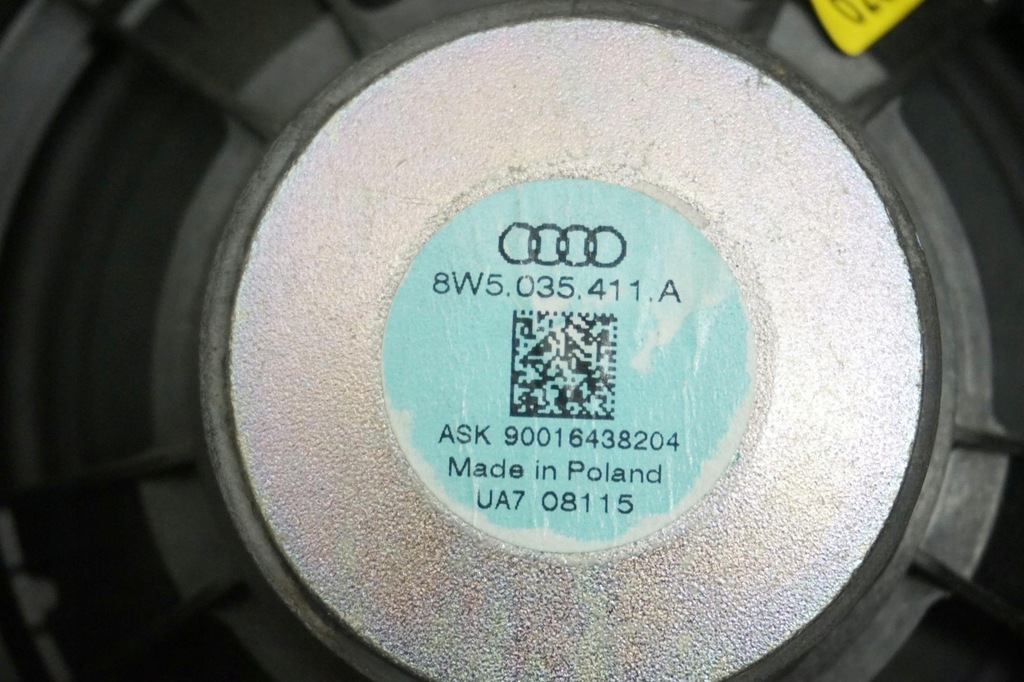 8W5.035.411.A
ASK 90016438204
Made in Poland
UA7 08115